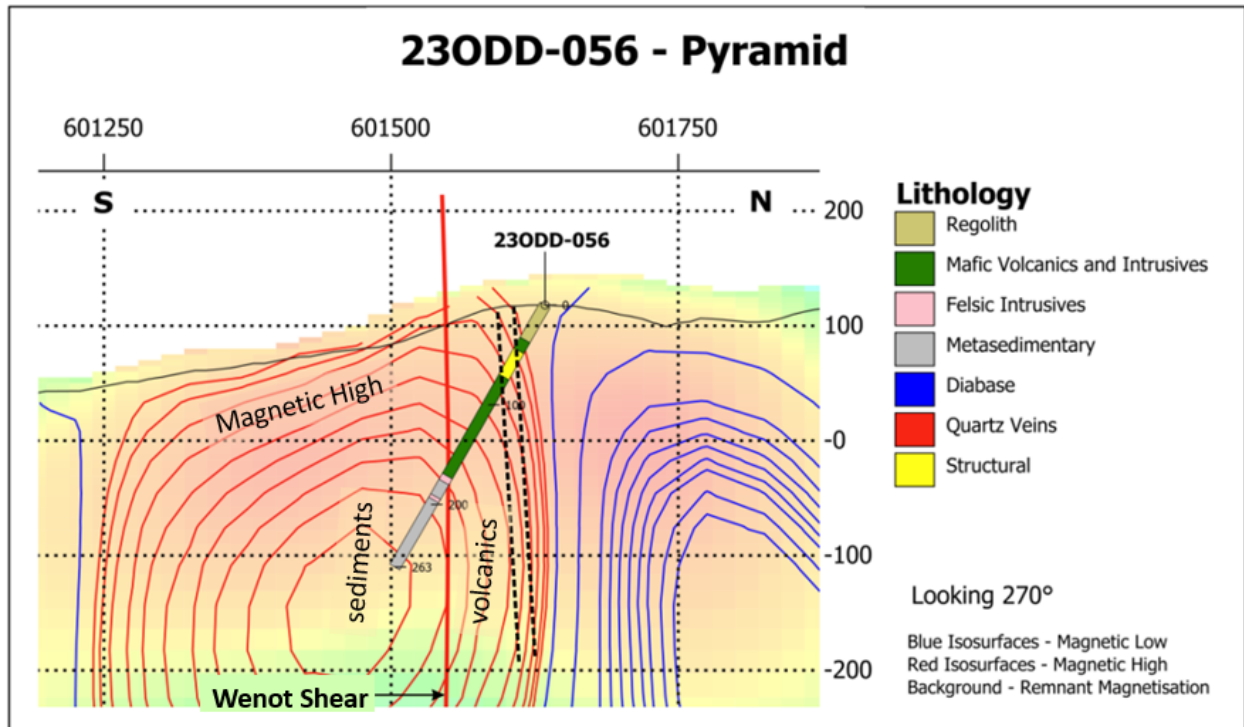 23ODD-056 - Pyramid
601250
601500
601750
S
N
200
23ODD-056
0
100
Magnetic High
100
-0
200
sediments
volcanics
263
-100
-200
Wenot Shear
Lithology
Regolith
Mafic Volcanics and Intrusives
Felsic Intrusives
Metasedimentary
Diabase
Quartz Veins
Structural
Looking 270°
Blue Isosurfaces - Magnetic Low
Red Isosurfaces - Magnetic High
Background - Remnant Magnetisation